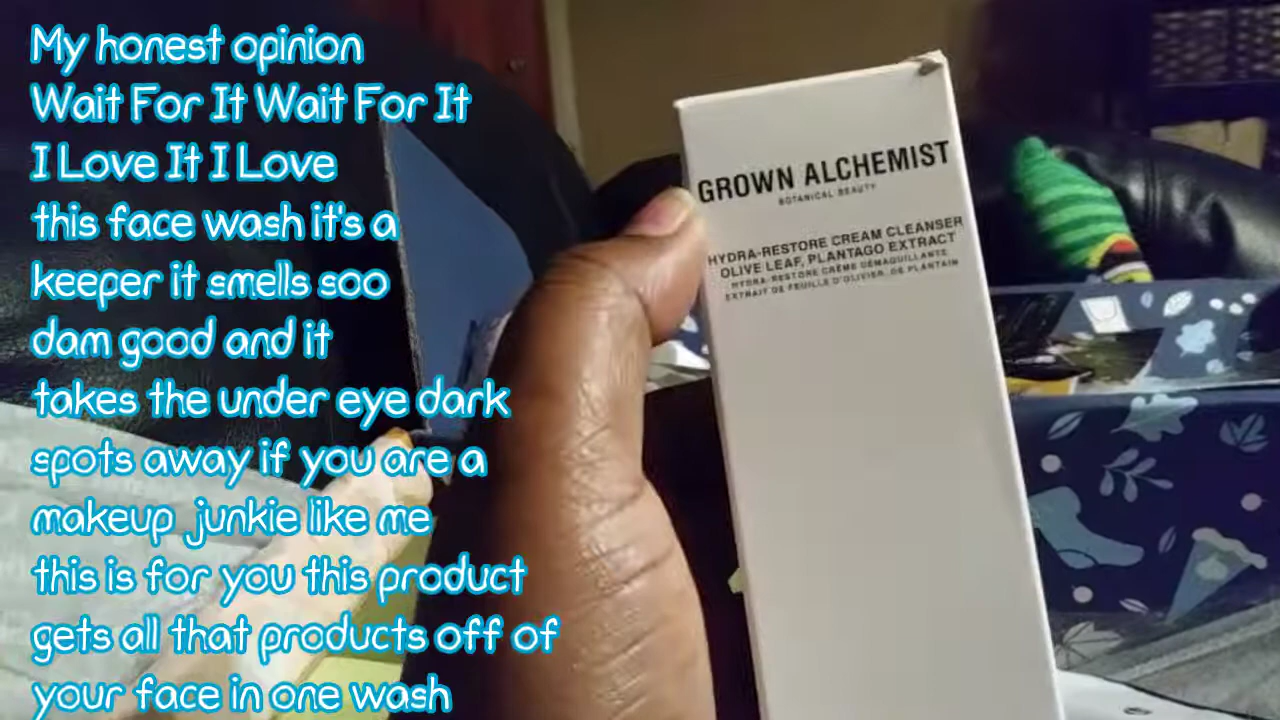 My honest opinion
Wait For It Wait For It
I Love It I Love
this face wash it's a
keeper it smells soo
dam good and it
takes the under eye dark
spots away if you are a
makeup junkie like me
this is for you this product
gets all that products off of
your face in one wash
GROWN ALCHEMIST
BOTANICAL BEAUTY
HYDRA-RESTORE CREAM CLEANSER
OLIVE LEAF, PLANTAGO EXTRACT
HYDRA-RESTORE CRÈME DÉMAQUILLANTE
EXTRAIT DE FEUILLE D'OLIVIER, DE PLANTAIN